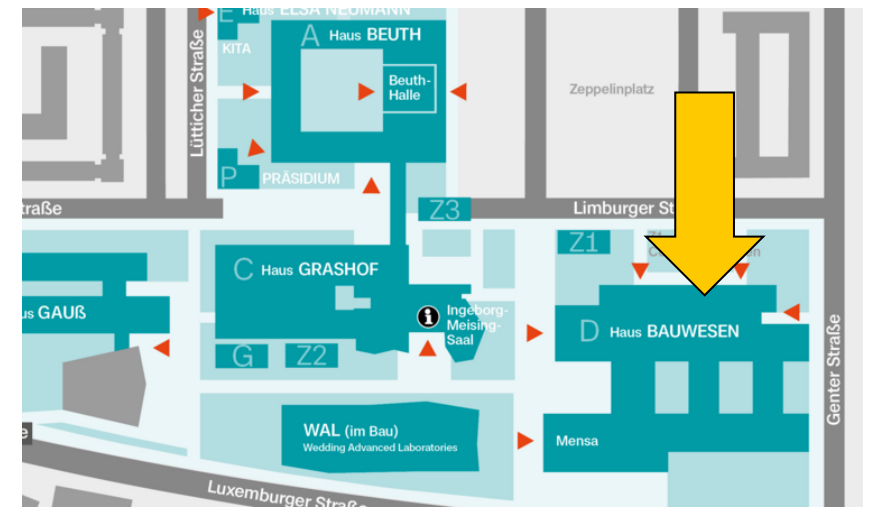 E Haus ELSA NEUMANN
KITA
Lütticher Straße
A Haus BEUTH
Beuth-
Halle
Zeppelinplatz
P PRÄSIDIUM
Z3
Limburger St
C Haus GRASHOF
Z1
GAUß
Ingeborg-
Meising-
Saal
D Haus BAUWESEN
G
Z2
WAL (im Bau)
Wedding Advanced Laboratories
Mensa
Genter Straße
Luxemburger Straße